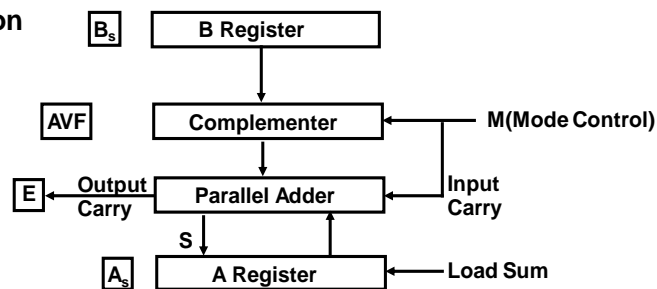 on
Bs
B Register
AVF
Complementer
M(Mode Control)
E
Output
Carry
Parallel Adder
Input
Carry
S
As
A Register
Load Sum